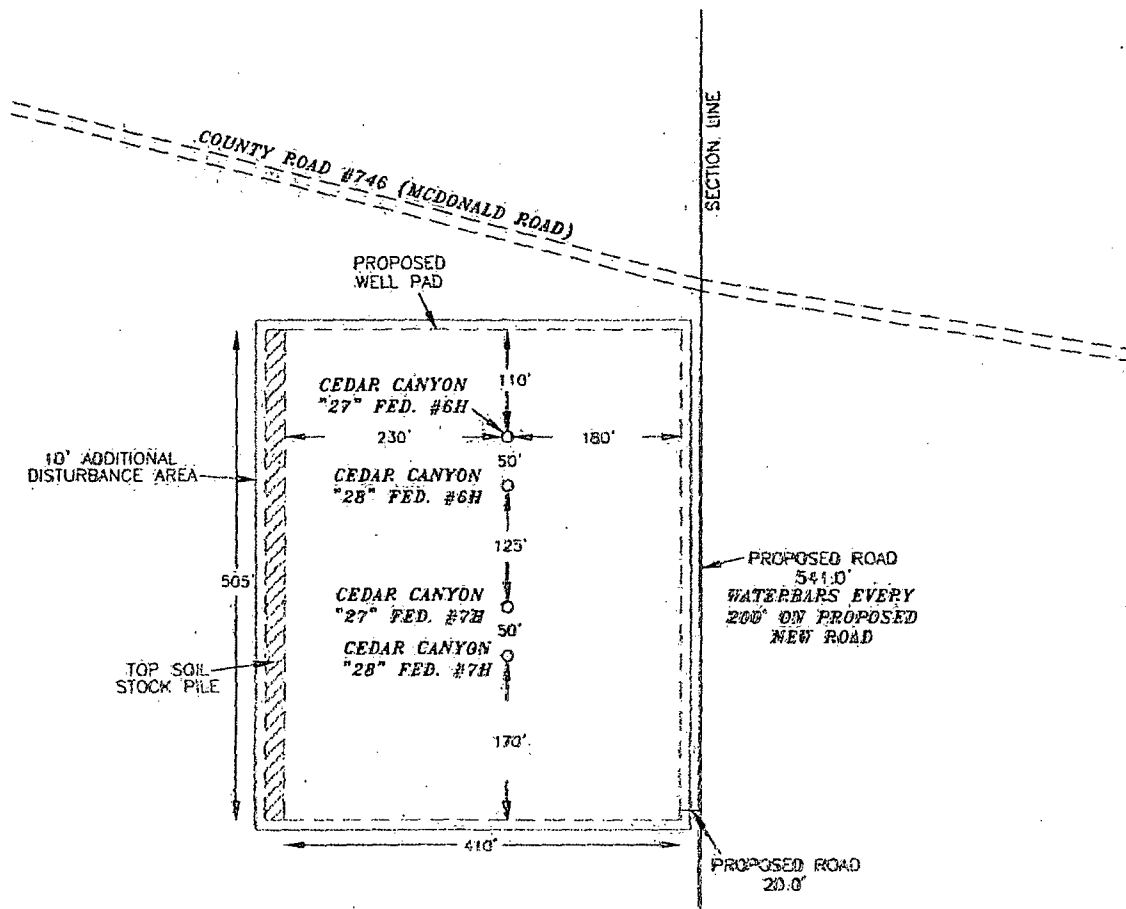 SECTION LINE
COUNTY ROAD #746 (MCDONALD ROAD)
PROPOSED
WELL PAD
110'
CEDAR CANYON
"27" FED. #6H
230'
180'
50'
10' ADDITIONAL
DISTURBANCE AREA
CEDAR CANYON
"28" FED. #6H
125'
PROPOSED ROAD
541.0'
WATERBARS EVERY
200' ON PROPOSED
NEW ROAD
505'
CEDAR CANYON
"27" FED. #7H
50'
CEDAR CANYON
"28" FED. #7H
TOP SOIL
STOCK PILE
170'
410'
PROPOSED ROAD
20.0'